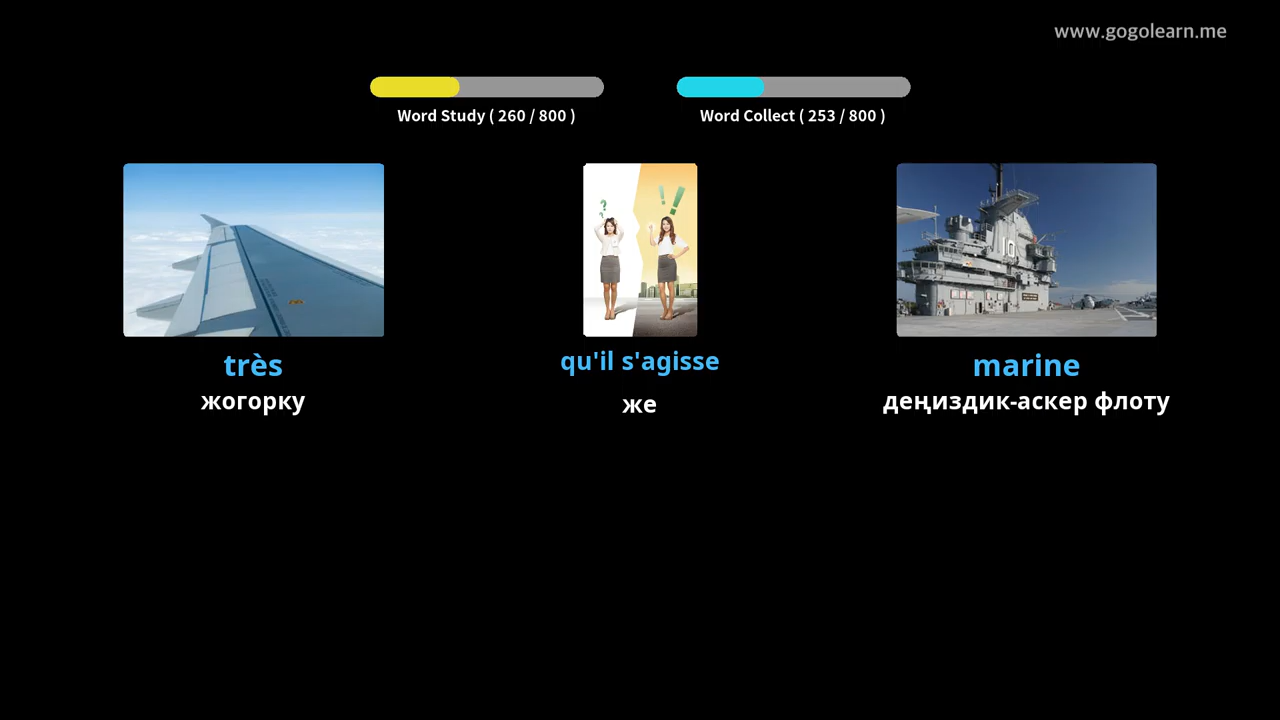 www.gogolearn.me
Word Study ( 260 / 800 )
Word Collect ( 253 / 800 )
très
жогорку
qu'il s'agisse
же
marine
деңиздик-аскер флоту